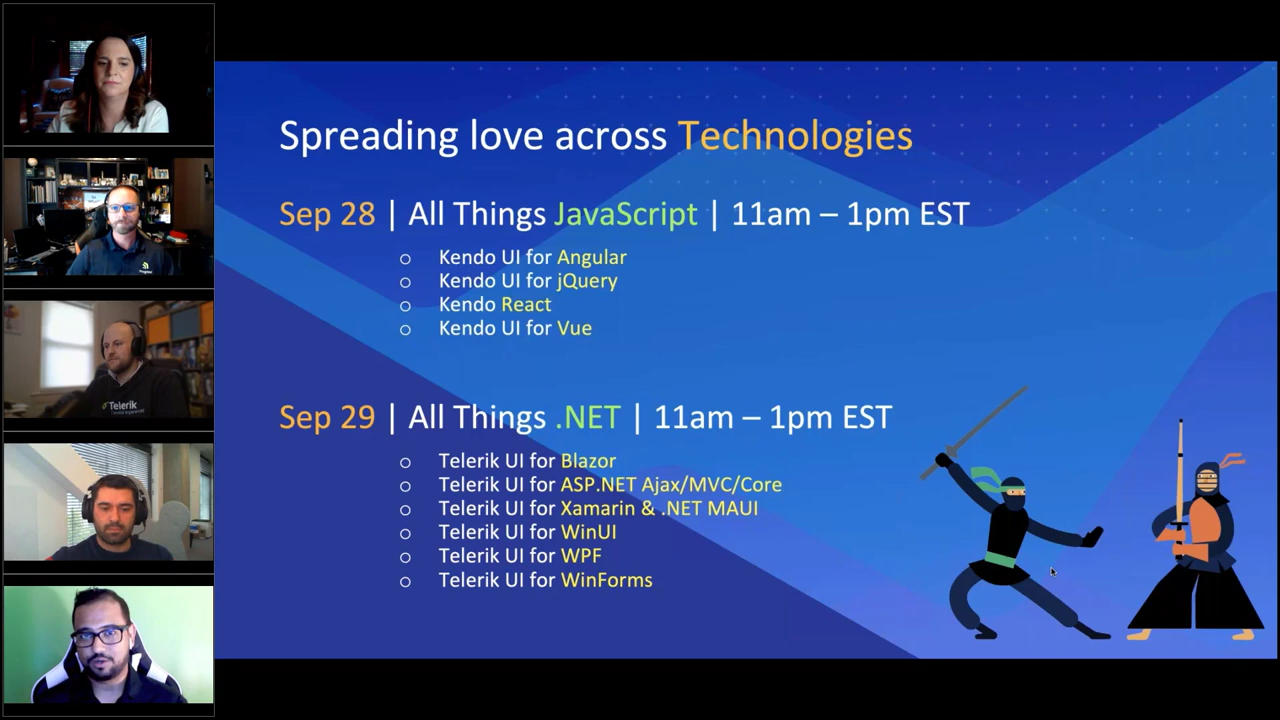 Spreading love across Technologies
Sep 28 | All Things JavaScript | 11am – 1pm EST
o Kendo UI for Angular
o Kendo UI for jQuery
o Kendo React
o Kendo UI for Vue
Sep 29 | All Things .NET | 11am – 1pm EST
o Telerik UI for Blazor
o Telerik UI for ASP.NET Ajax/MVC/Core
o Telerik UI for Xamarin & .NET MAUI
o Telerik UI for WinUI
o Telerik UI for WPF
o Telerik UI for WinForms
Telerik